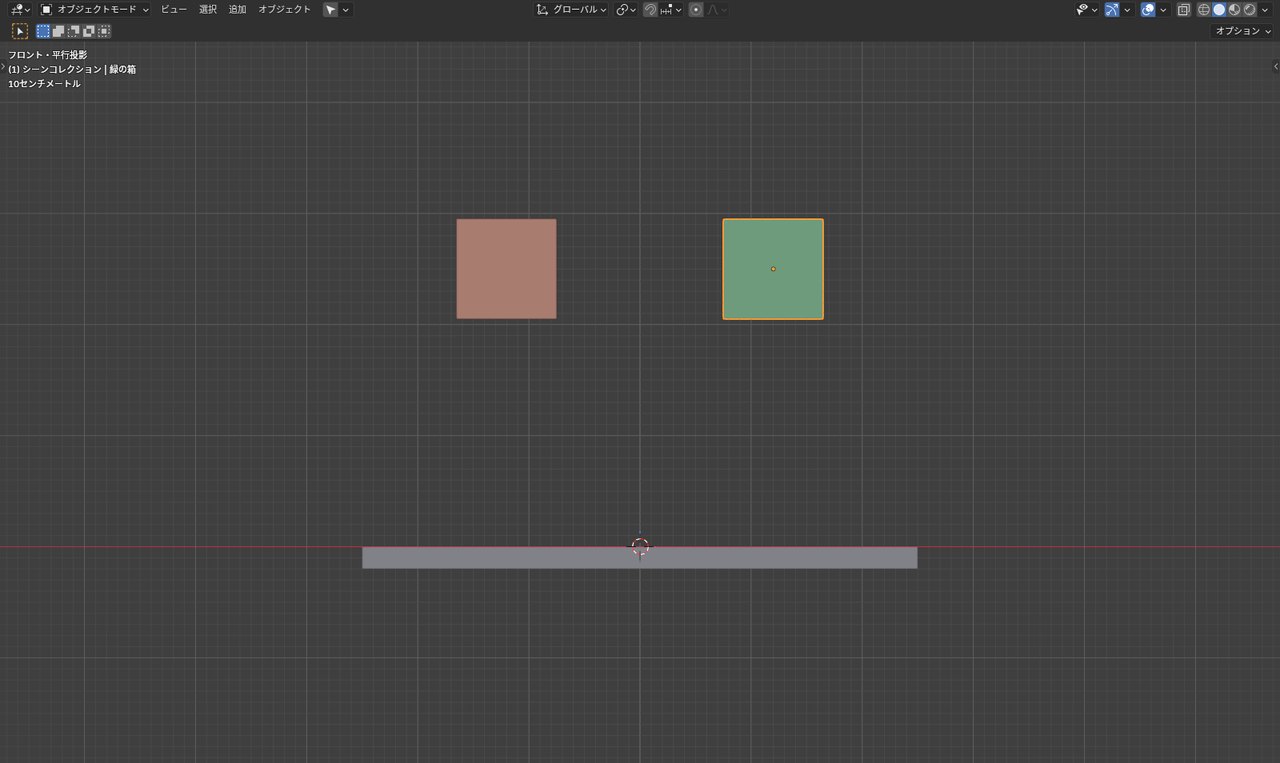 オブジェクトモード ビュー 選択 追加 オブジェクト グローバル
オプション
フロント・平行投影
(1) シーンコレクション | 緑の箱
10センチメートル